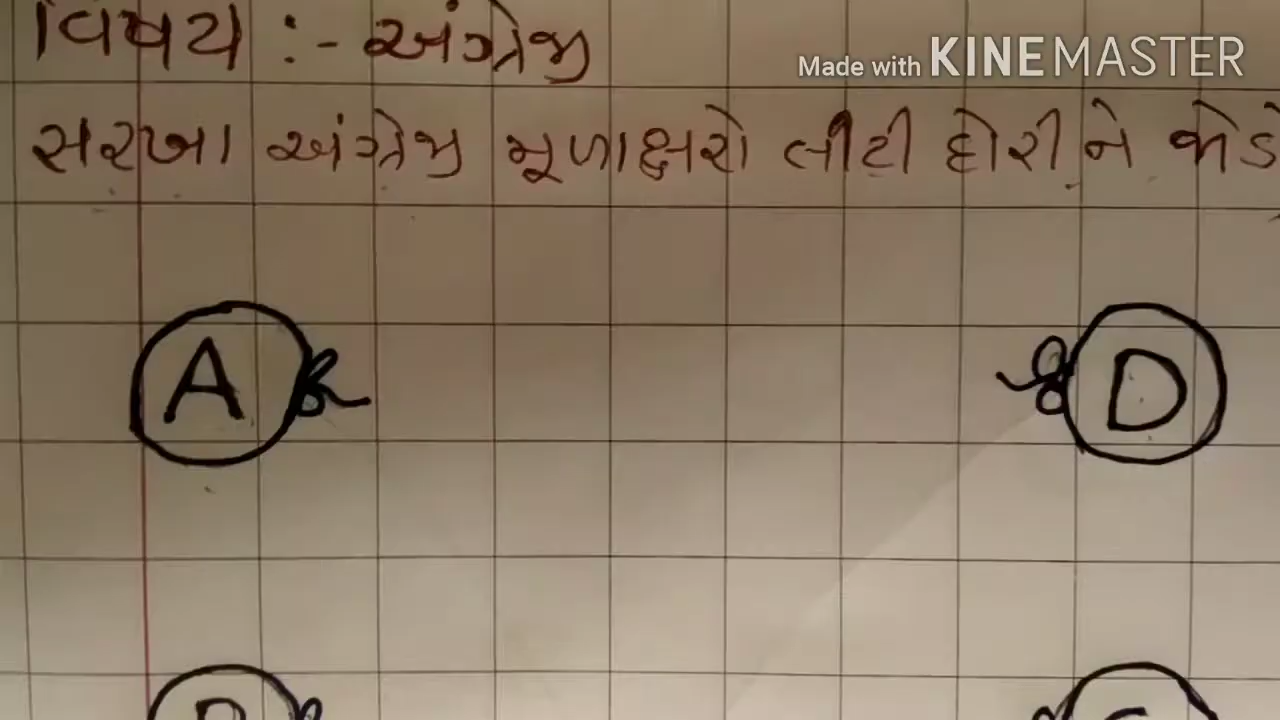 વિષય :- અંગ્રેજી
Made with KINEMASTER
સરખા અંગ્રેજી મૂળાક્ષરો લીટી દોરીને
A
D